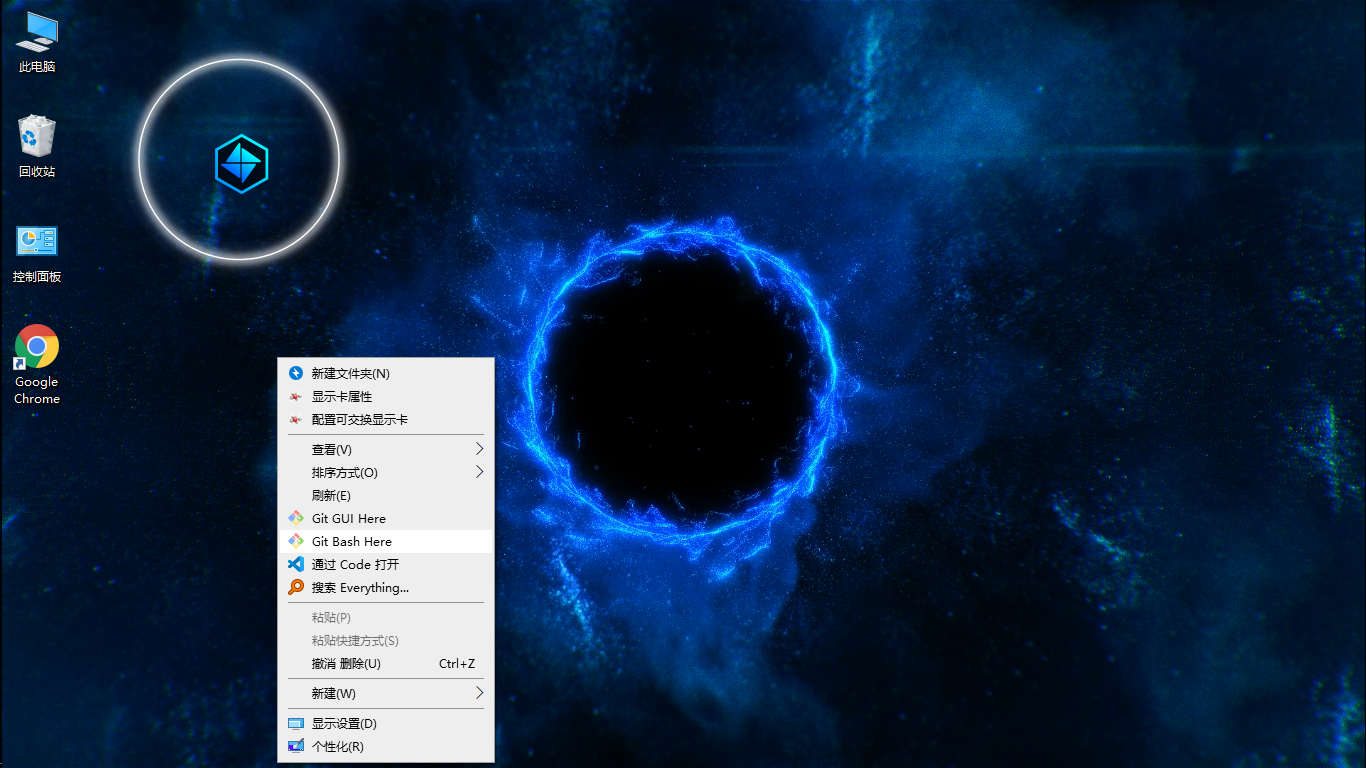 此电脑
回收站
控制面板
Google
Chrome
新建文件夹(N)
显示卡属性
配置可交换显示卡
查看(V)
排序方式(O)
刷新(E)
Git GUI Here
Git Bash Here
通过 Code 打开
搜索 Everything...
粘贴(P)
粘贴快捷方式(S)
撤消 删除(U) Ctrl+Z
新建(W)
显示设置(D)
个性化(R)